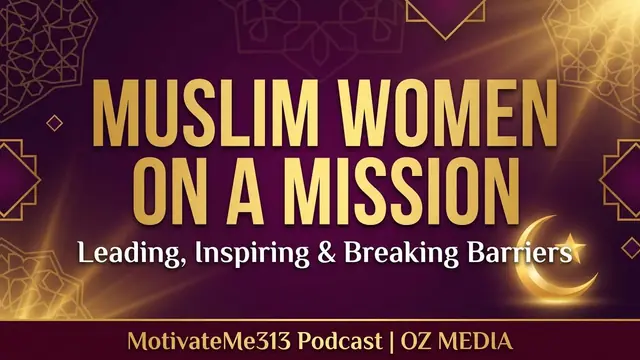 MUSLIM WOMEN
ON A MISSION
Leading, Inspiring & Breaking Barriers
MotivateMe313 Podcast | OZ MEDIA